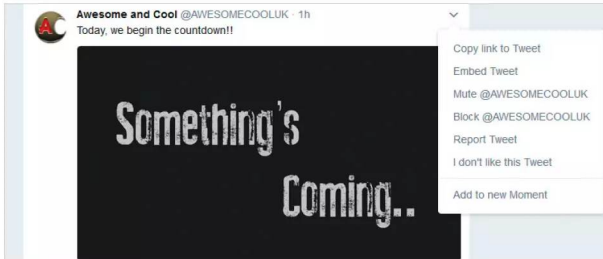 AC
Awesome and Cool @AWESOMECOOLUK · 1h
Today, we begin the countdown!!
Something's
Coming..
Copy link to Tweet
Embed Tweet
Mute @AWESOMECOOLUK
Block @AWESOMECOOLUK
Report Tweet
I don't like this Tweet
Add to new Moment